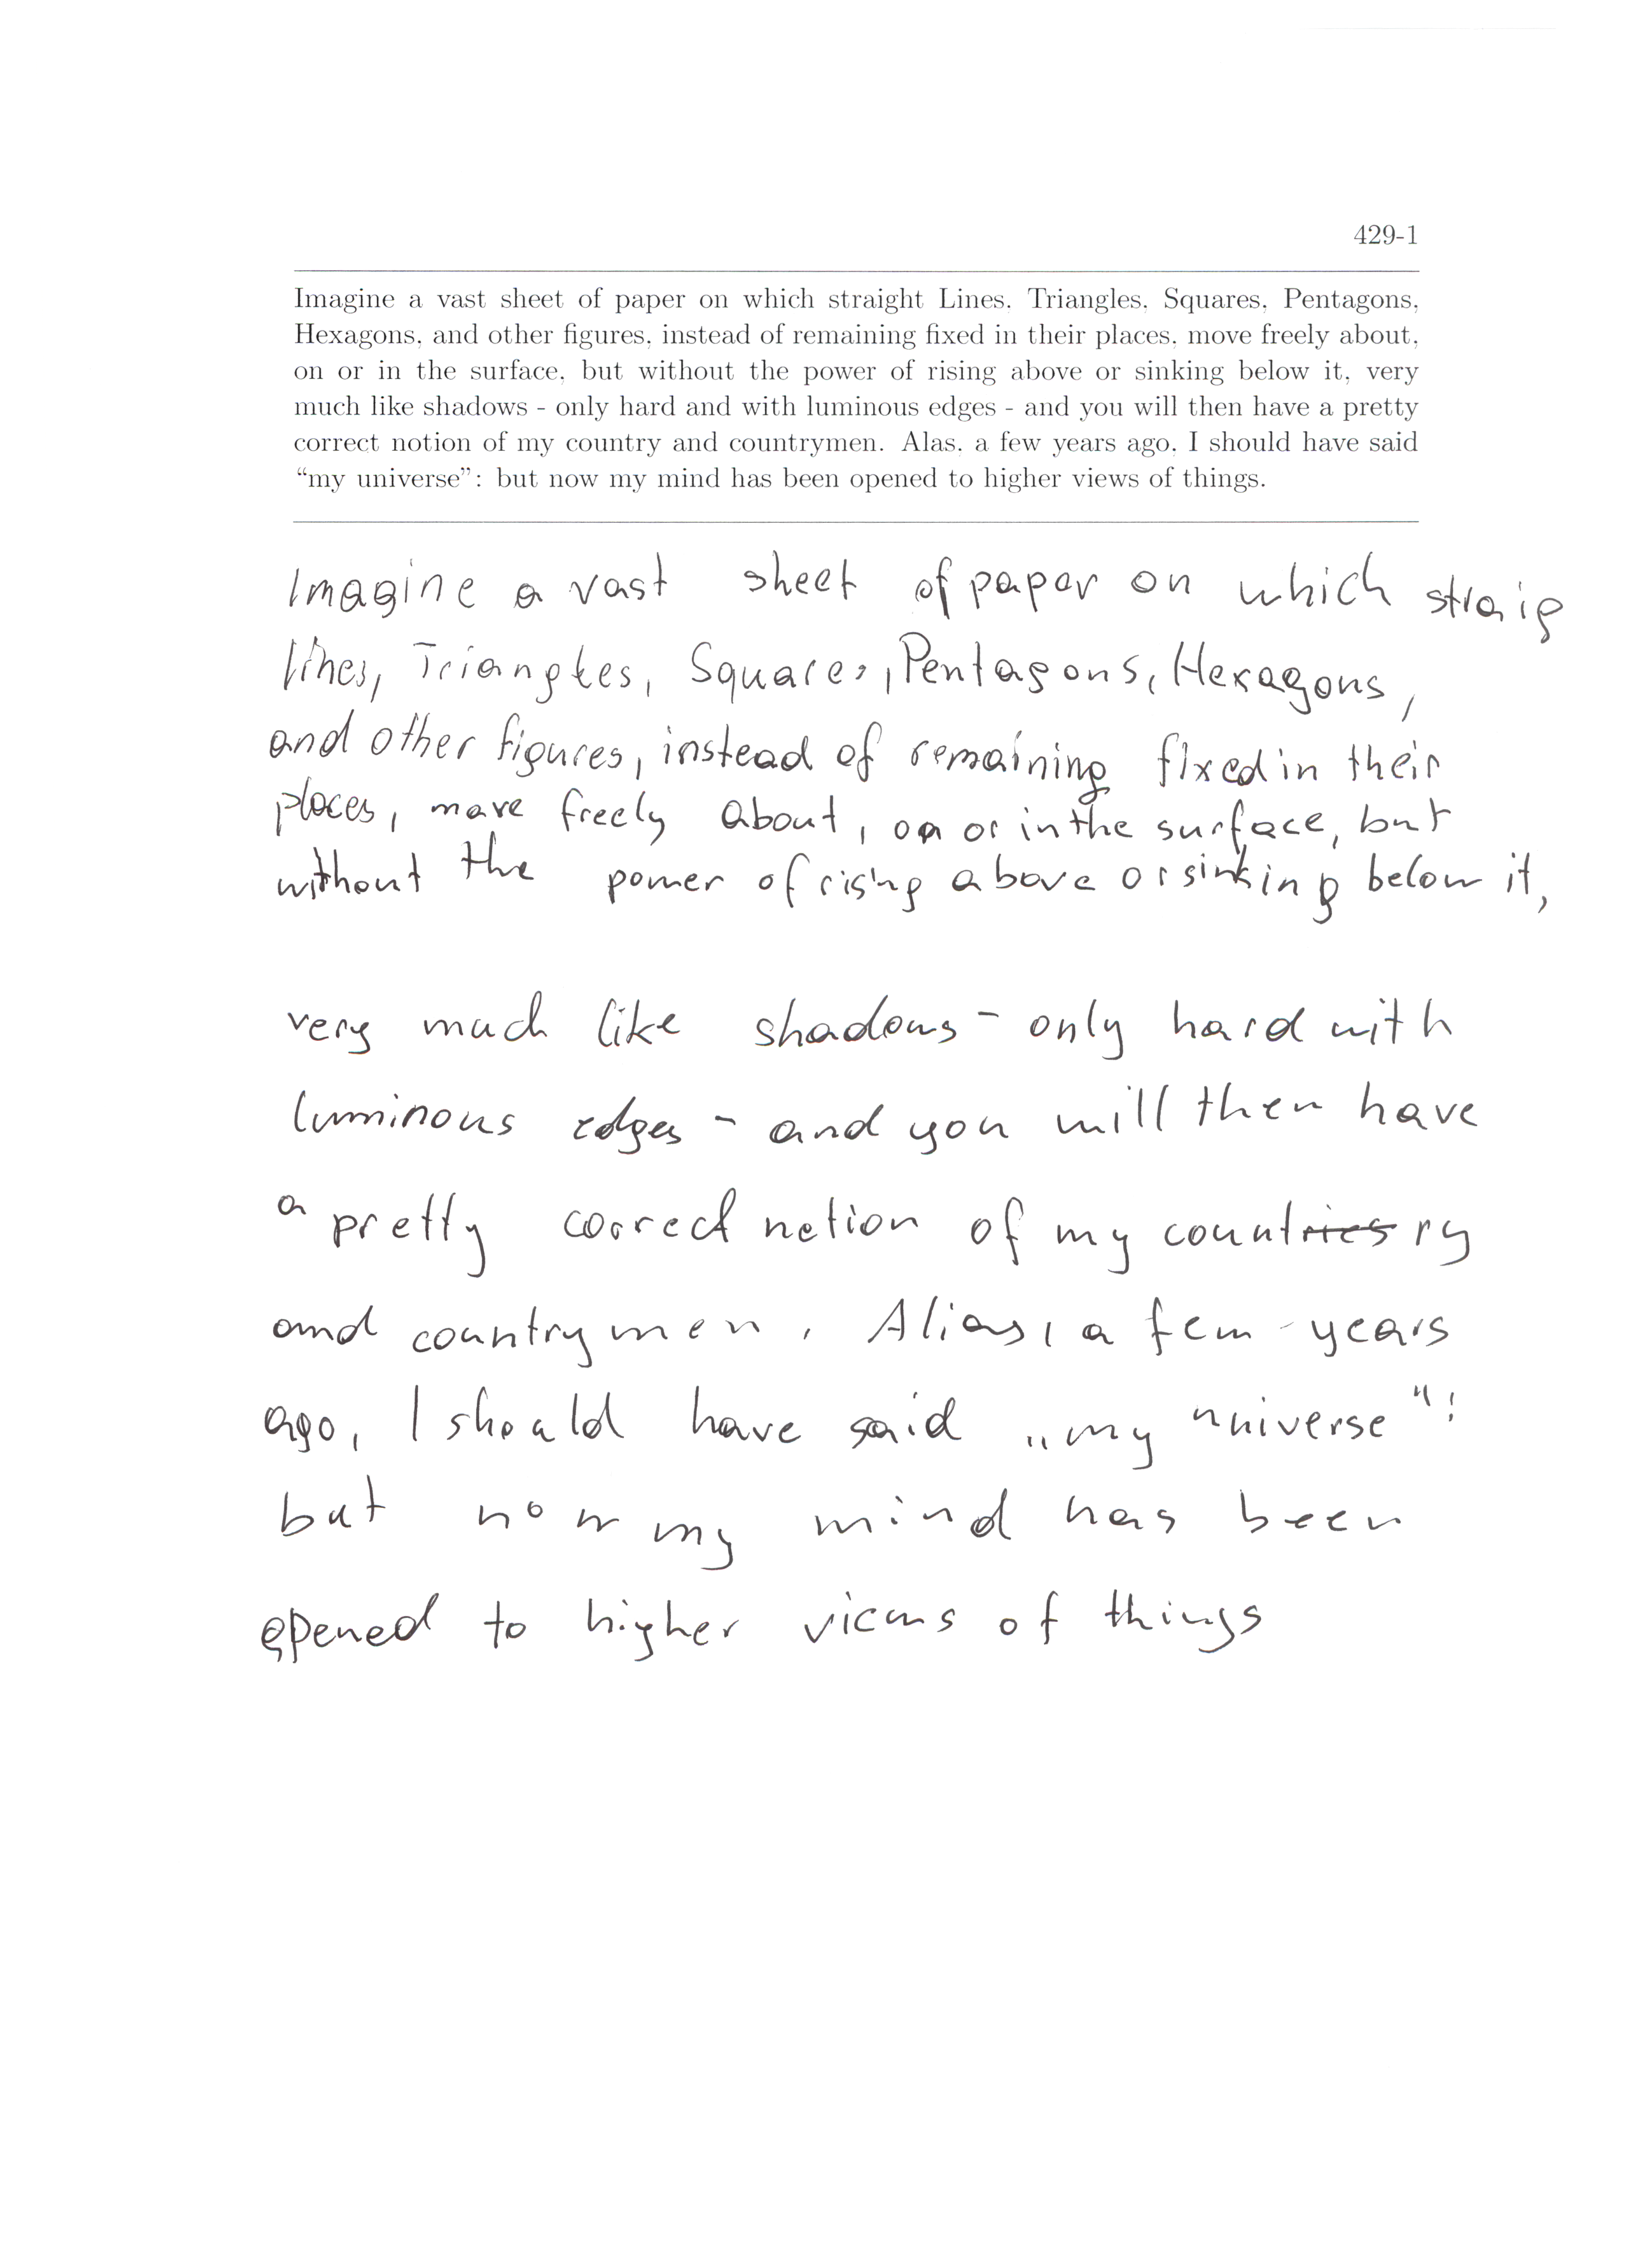 429-1
Imagine a vast sheet of paper on which straight Lines, Triangles, Squares, Pentagons,
Hexagons, and other figures, instead of remaining fixed in their places, move freely about,
on or in the surface, but without the power of rising above or sinking below it, very
much like shadows - only hard and with luminous edges - and you will then have a pretty
correct notion of my country and countrymen. Alas, a few years ago, I should have said
“my universe”: but now my mind has been opened to higher views of things.
Imagine a vast sheet of paper on which straig
lines, Triangles, Squares, Pentagons, Hexagons,
and other figures, instead of remaining fixed in their
places, move freely about, on or in the surface, but
without the power of rising above or sinking below it,
very much like shadows - only hard with
luminous edges - and you will then have
a pretty correct notion of my countries ry
and countrymen. Alias, a few years
ago, I should have said „my universe“:
but now my mind has been
opened to higher views of things